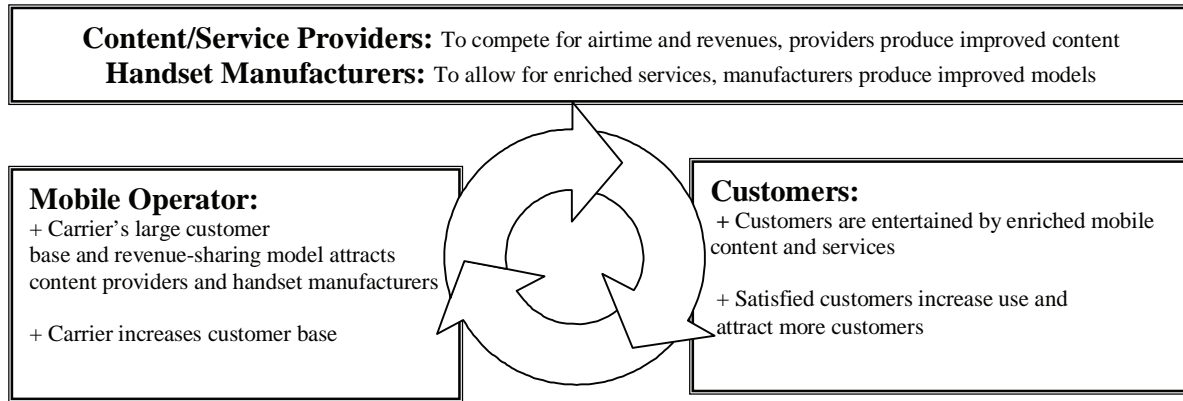 Content/Service Providers: To compete for airtime and revenues, providers produce improved content
Handset Manufacturers: To allow for enriched services, manufacturers produce improved models
Mobile Operator:
+ Carrier’s large customer
base and revenue-sharing model attracts
content providers and handset manufacturers
+ Carrier increases customer base
Customers:
+ Customers are entertained by enriched mobile
content and services
+ Satisfied customers increase use and
attract more customers